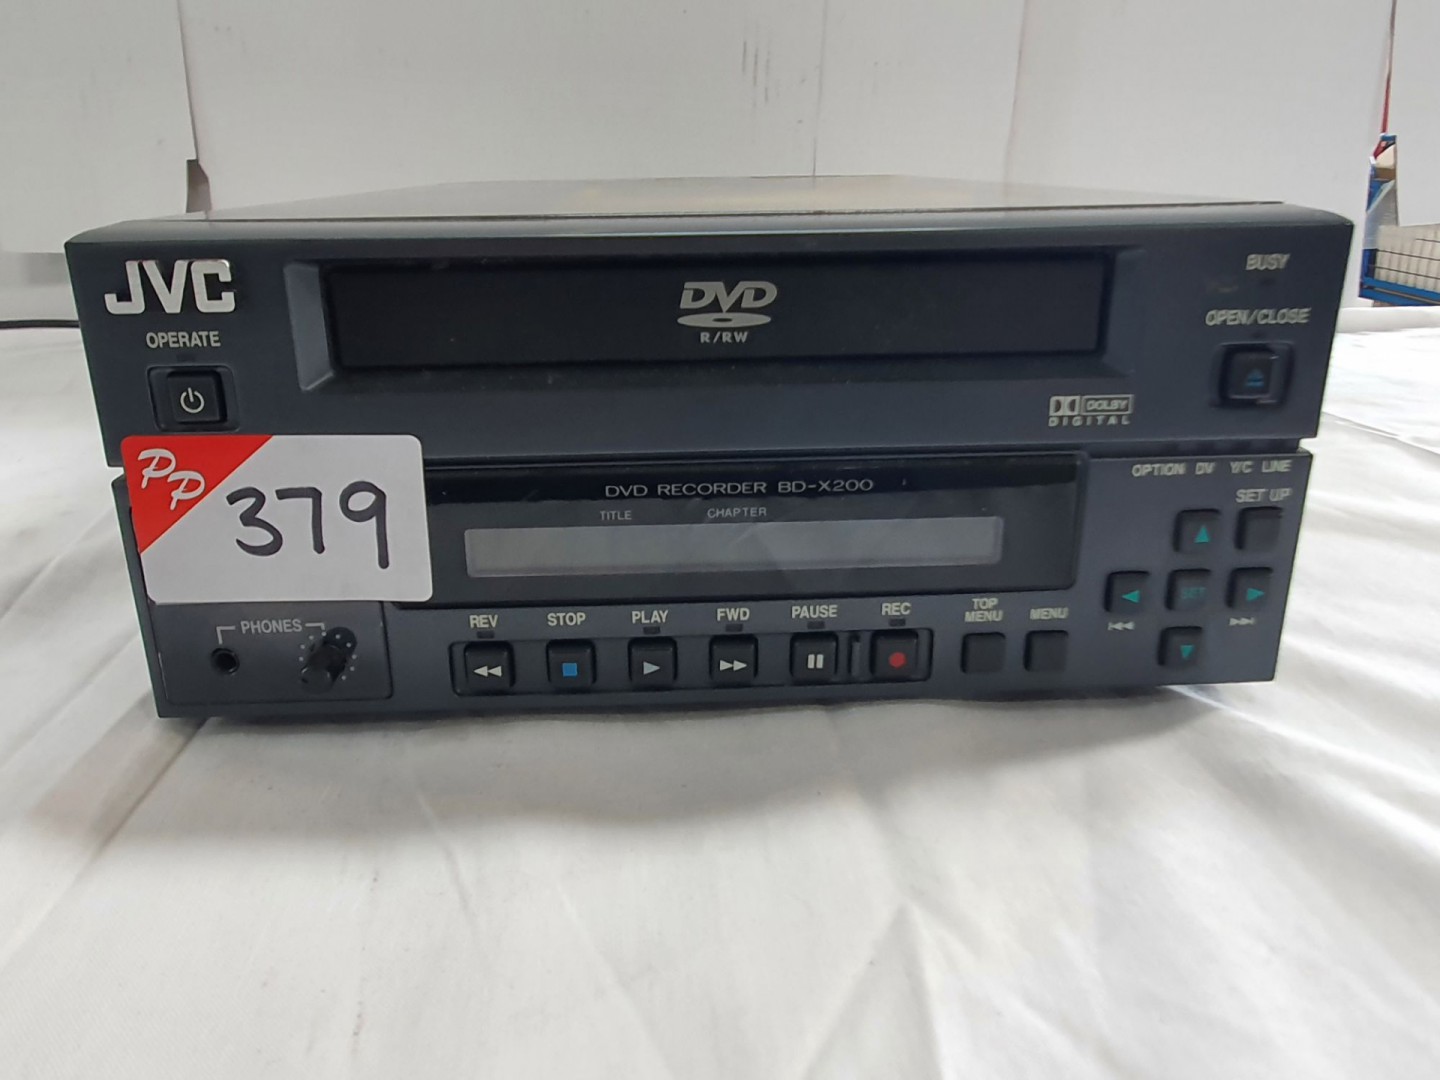 JVC
OPERATE
DVD
R/RW
BUSY
OPEN/CLOSE
DOLBY
DIGITAL
PP
379
DVD RECORDER BD-X200
TITLE CHAPTER
OPTION DV Y/C LINE
SET UP
SET
PHONES
REV STOP PLAY FWD PAUSE REC TOP MENU MENU